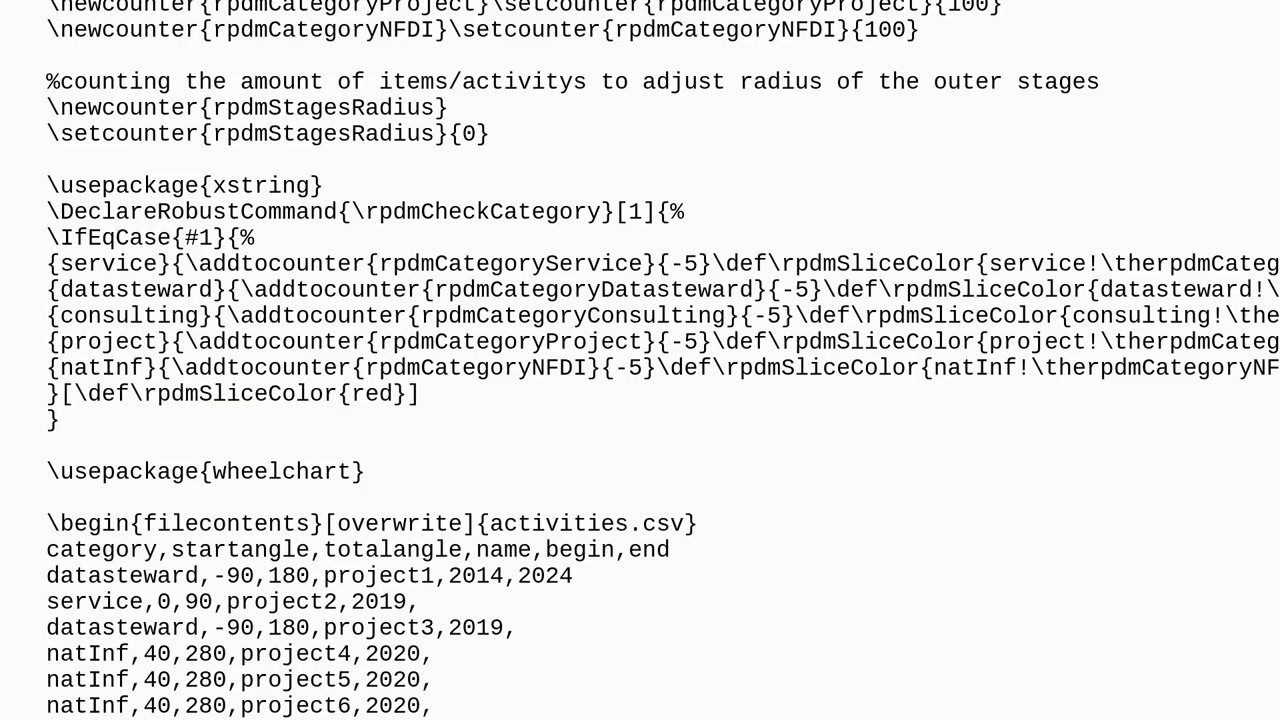 \newcounter{rpdmCategoryProject}\setcounter{rpdmCategoryProject}{100}
\newcounter{rpdmCategoryNFDI}\setcounter{rpdmCategoryNFDI}{100}
%counting the amount of items/activitys to adjust radius of the outer stages
\newcounter{rpdmStagesRadius}
\setcounter{rpdmStagesRadius}{0}
\usepackage{xstring}
\DeclareRobustCommand{\rpdmCheckCategory}[1]{%
\IfEqCase{#1}{%
{service}{\addtocounter{rpdmCategoryService}{-5}\def\rpdmSliceColor{service!\therpdmCateg
{datasteward}{\addtocounter{rpdmCategoryDatasteward}{-5}\def\rpdmSliceColor{datasteward!\
{consulting}{\addtocounter{rpdmCategoryConsulting}{-5}\def\rpdmSliceColor{consulting!\the
{project}{\addtocounter{rpdmCategoryProject}{-5}\def\rpdmSliceColor{project!\therpdmCateg
{natInf}{\addtocounter{rpdmCategoryNFDI}{-5}\def\rpdmSliceColor{natInf!\therpdmCategoryNF
}[\def\rpdmSliceColor{red}]
}
\usepackage{wheelchart}
\begin{filecontents}[overwrite]{activities.csv}
category,startangle,totalangle,name,begin,end
datasteward,-90,180,project1,2014,2024
service,0,90,project2,2019,
datasteward,-90,180,project3,2019,
natInf,40,280,project4,2020,
natInf,40,280,project5,2020,
natInf,40,280,project6,2020,